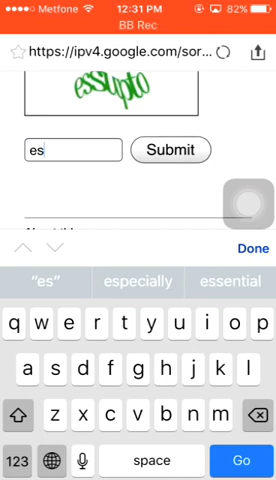 Metfone 12:31 PM 82%
BB Rec
https://ipv4.google.com/sor...
essupto
es Submit
Done
“es” especially essential
q w e r t y u i o p
a s d f g h j k l
z x c v b n m
123 space Go